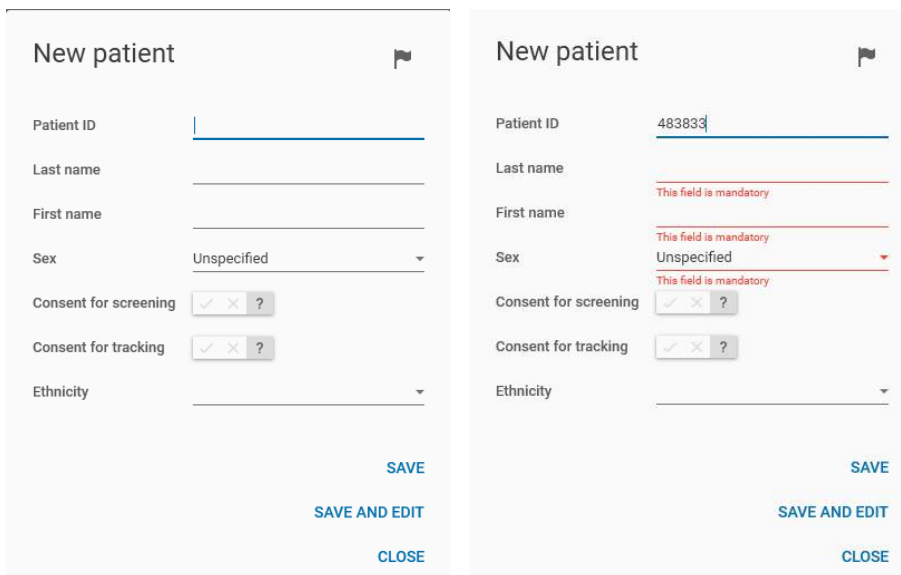 New patient
Patient ID
Last name
First name
Sex Unspecified
Consent for screening ?
Consent for tracking ?
Ethnicity
SAVE
SAVE AND EDIT
CLOSE
New patient
Patient ID 483833
Last name
This field is mandatory
First name
This field is mandatory
Sex Unspecified
This field is mandatory
Consent for screening ?
Consent for tracking ?
Ethnicity
SAVE
SAVE AND EDIT
CLOSE